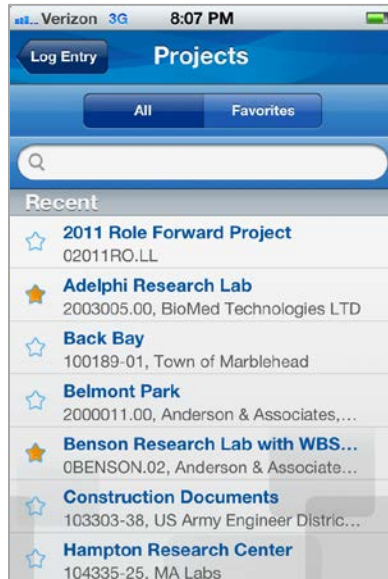 Verizon 3G 8:07 PM
Log Entry Projects
All Favorites
Recent
2011 Role Forward Project
02011RO.LL
Adelphi Research Lab
2003005.00, BioMed Technologies LTD
Back Bay
100189-01, Town of Marblehead
Belmont Park
2000011.00, Anderson & Associates,...
Benson Research Lab with WBS...
0BENSON.02, Anderson & Associate...
Construction Documents
103303-38, US Army Engineer Distric...
Hampton Research Center
104335-25, MA Labs